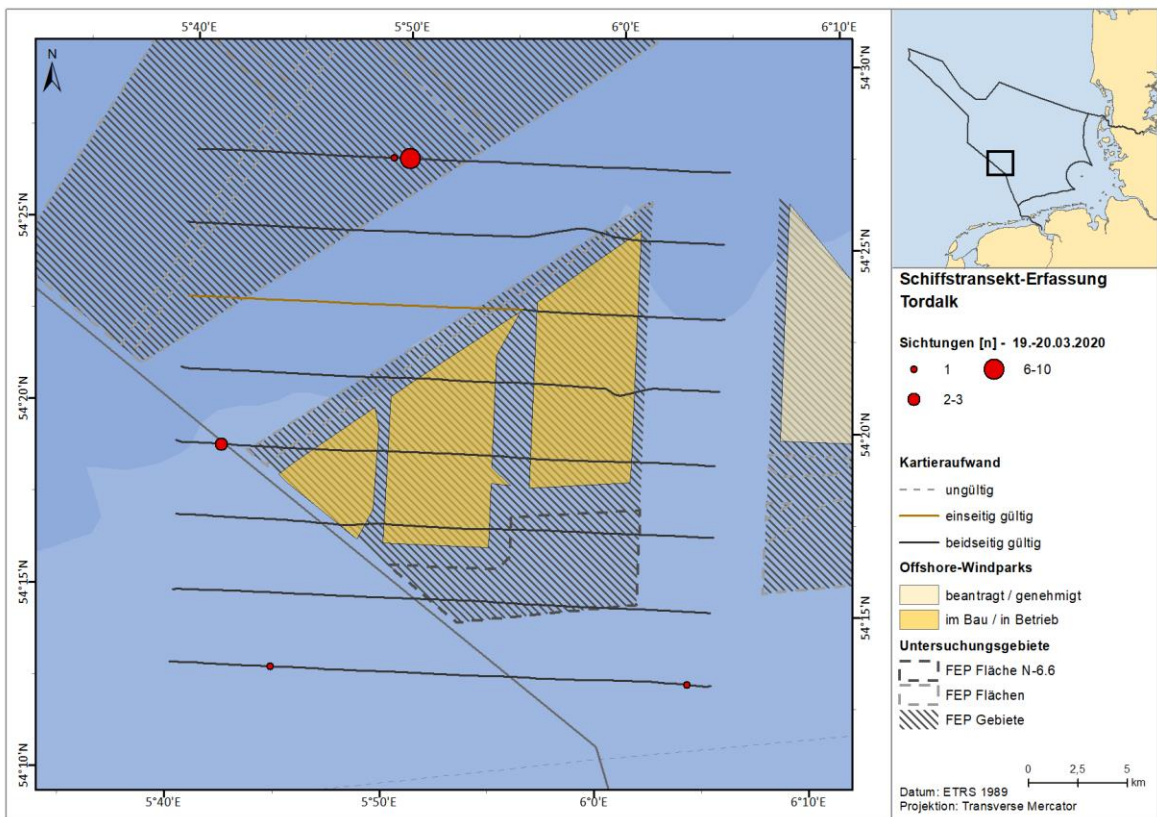 5°40'E
5°50'E
6°0'E
6°10'E
N
54°30'N
54°25'N
54°25'N
54°20'N
54°20'N
54°15'N
54°15'N
54°10'N
5°40'E
5°50'E
6°0'E
6°10'E
Schiffstransekt-Erfassung
Tordalk
Sichtungen [n] - 19.-20.03.2020
1
6-10
2-3
Kartieraufwand
ungültig
einseitig gültig
beidseitig gültig
Offshore-Windparks
beantragt / genehmigt
im Bau / in Betrieb
Untersuchungsgebiete
FEP Fläche N-6.6
FEP Flächen
FEP Gebiete
0 2,5 5
km
Datum: ETRS 1989
Projektion: Transverse Mercator